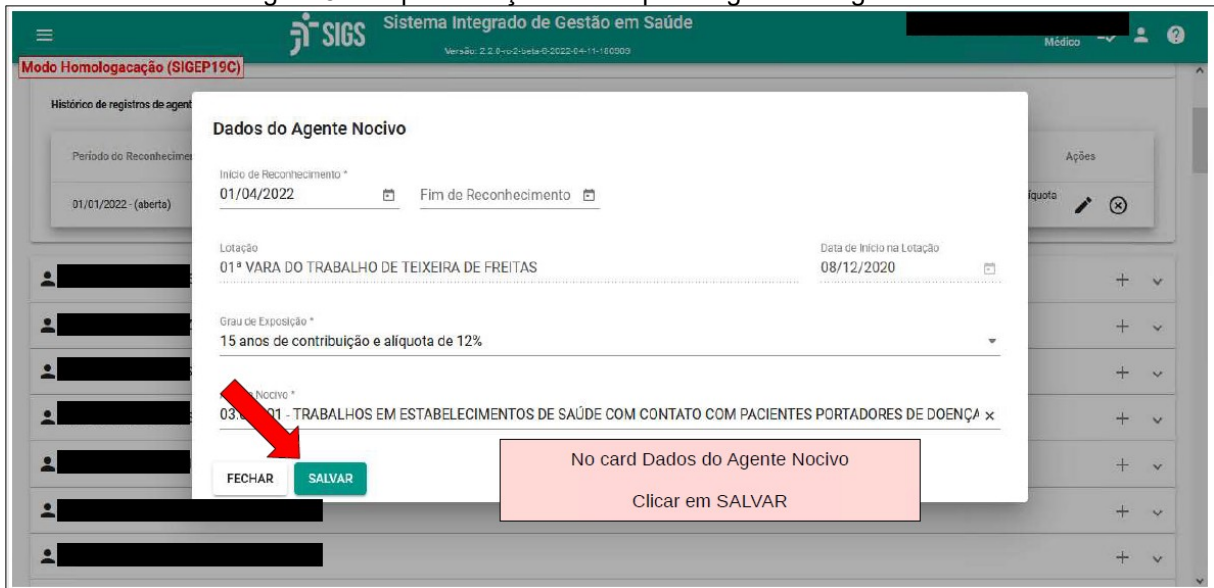 SIGS
Sistema Integrado de Gestão em Saúde
Médico
Modo Homologacação (SIGEP19C)
Histórico de registros de agent
Período do Reconhecimen
Ações
01/01/2022 - (aberta)
íquota
Dados do Agente Nocivo
Início de Reconhecimento *
01/04/2022
Fim de Reconhecimento
Lotação
01ª VARA DO TRABALHO DE TEIXEIRA DE FREITAS
Data de Início na Lotação
08/12/2020
Grau de Exposição *
15 anos de contribuição e alíquota de 12%
Nocivo *
01 - TRABALHOS EM ESTABELECIMENTOS DE SAÚDE COM CONTATO COM PACIENTES PORTADORES DE DOENÇA
FECHAR
SALVAR
No card Dados do Agente Nocivo
Clicar em SALVAR